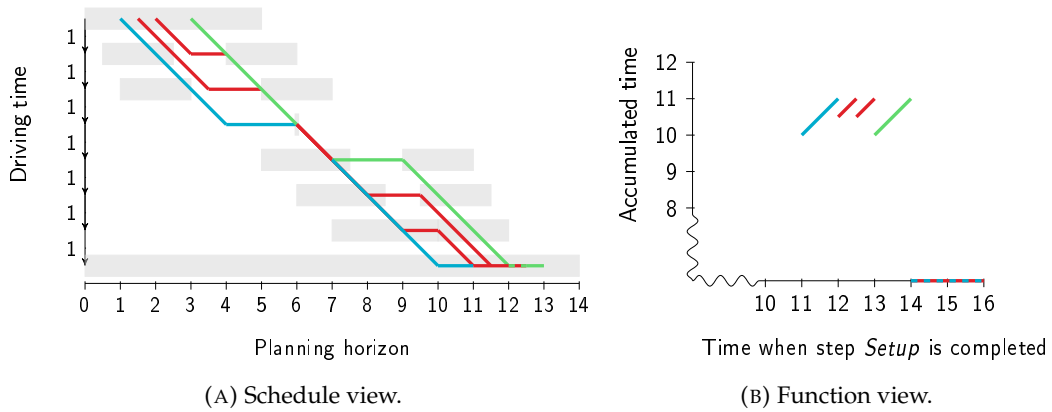 Driving time
1
1
1
1
1
1
1
0 1 2 3 4 5 6 7 8 9 10 11 12 13 14
Planning horizon
(A) Schedule view.
Accumulated time
12
11
10
9
8
10 11 12 13 14 15 16
Time when step Setup is completed
(B) Function view.